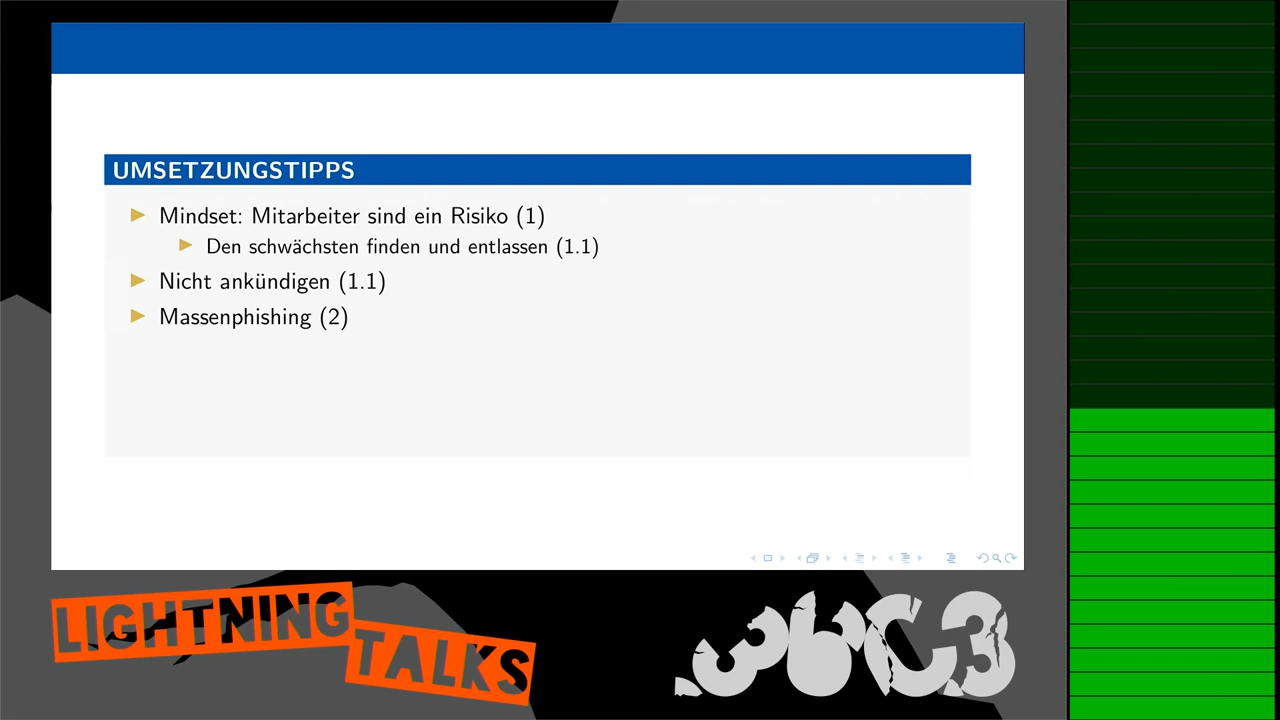 UMSETZUNGSTIPPS
Mindset: Mitarbeiter sind ein Risiko (1)
Den schwächsten finden und entlassen (1.1)
Nicht ankündigen (1.1)
Massenphishing (2)
LIGHTNING
TALKS
36C3